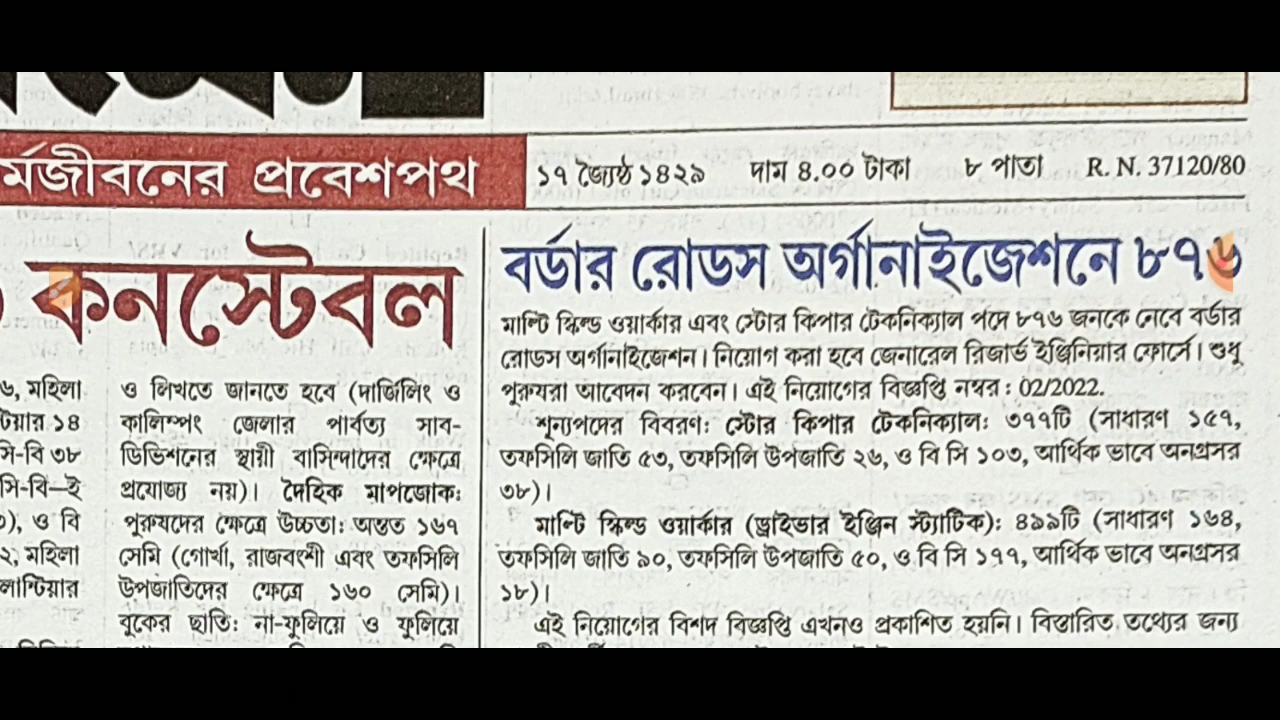 র্মজীবনের প্রবেশপথ
১৭ জ্যৈষ্ঠ ১৪২৯ দাম ৪.০০ টাকা ৮ পাতা R. N. 37120/80
কনস্টেবল
৬, মহিলা
টিয়ার ১৪
সি-বি ৩৮
সি-বি–ই
), ও বি
২, মহিলা
লান্টিয়ার
ও লিখতে জানতে হবে (দার্জিলিং ও
কালিম্পং জেলার পার্বত্য সাব-
ডিভিশনের স্থায়ী বাসিন্দাদের ক্ষেত্রে
প্রযোজ্য নয়)। দৈহিক মাপজোক:
পুরুষদের ক্ষেত্রে উচ্চতা: অন্তত ১৬৭
সেমি (গোর্খা, রাজবংশী এবং তফসিলি
উপজাতিদের ক্ষেত্রে ১৬০ সেমি)।
বুকের ছাতি: না-ফুলিয়ে ও ফুলিয়ে
বর্ডার রোডস অর্গানাইজেশনে ৮৭৬
মাল্টি স্কিল্ড ওয়ার্কার এবং স্টোর কিপার টেকনিক্যাল পদে ৮৭৬ জনকে নেবে বর্ডার
রোডস অর্গানাইজেশন। নিয়োগ করা হবে জেনারেল রিজার্ভ ইঞ্জিনিয়ার ফোর্সে। শুধু
পুরুষরা আবেদন করবেন। এই নিয়োগের বিজ্ঞপ্তি নম্বর : 02/2022.
শূন্যপদের বিবরণ: স্টোর কিপার টেকনিক্যাল: ৩৭৭টি (সাধারণ ১৫৭,
তফসিলি জাতি ৫৩, তফসিলি উপজাতি ২৬, ও বি সি ১০৩, আর্থিক ভাবে অনগ্রসর
৩৮)।
মাল্টি স্কিল্ড ওয়ার্কার (ড্রাইভার ইঞ্জিন স্ট্যাটিক): ৪৯৯টি (সাধারণ ১৬৪,
তফসিলি জাতি ৯০, তফসিলি উপজাতি ৫০, ও বি সি ১৭৭, আর্থিক ভাবে অনগ্রসর
১৮)।
এই নিয়োগের বিশদ বিজ্ঞপ্তি এখনও প্রকাশিত হয়নি। বিস্তারিত তথ্যের জন্য